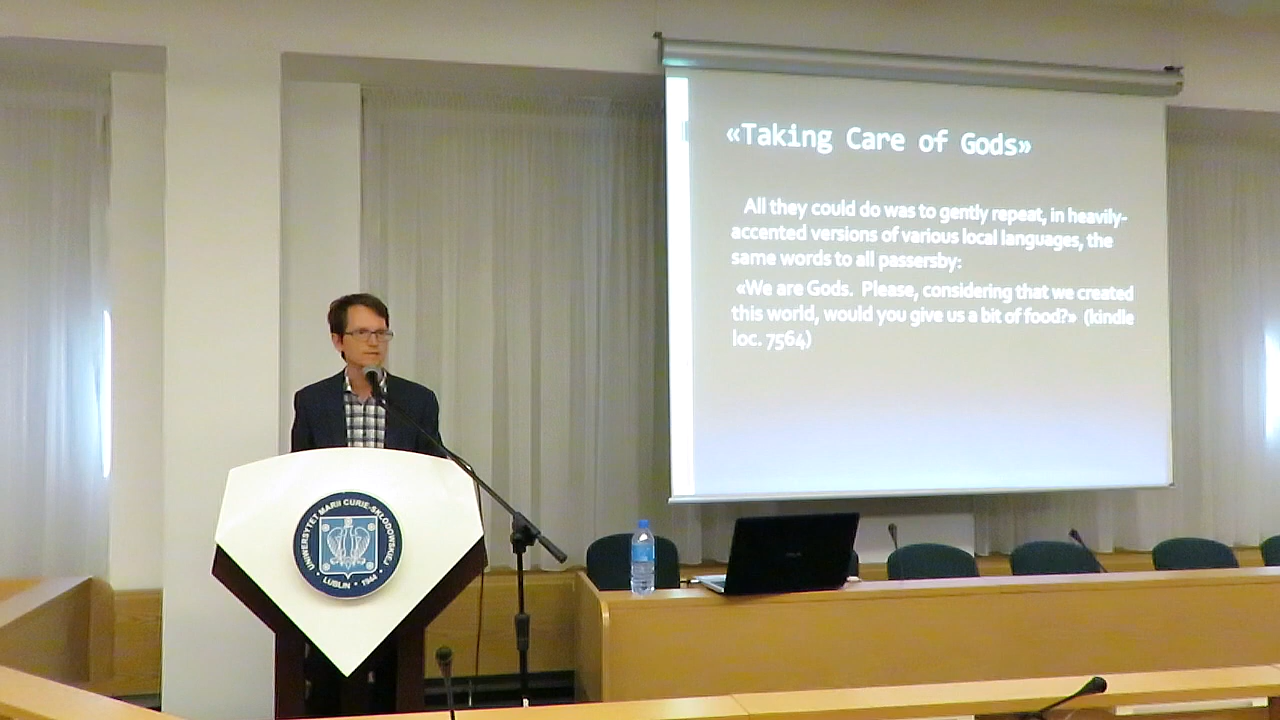 «Taking Care of Gods»
All they could do was to gently repeat, in heavily-
accented versions of various local languages, the
same words to all passersby:
«We are Gods. Please, considering that we created
this world, would you give us a bit of food?» (kindle
loc. 7564)
UNIWERSYTET MARII CURIE-SKŁODOWSKIEJ
LUBLIN • 1944